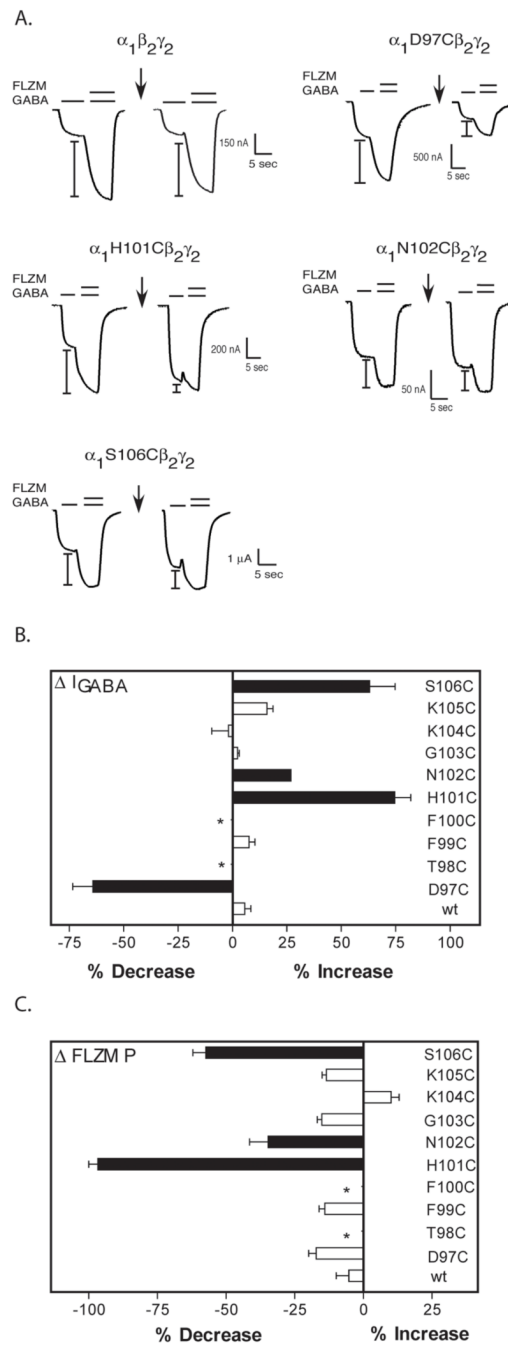 A.
α1β2γ2
FLZM
GABA
150 nA
5 sec
α1D97Cβ2γ2
FLZM
GABA
500 nA
5 sec
α1H101Cβ2γ2
FLZM
GABA
200 nA
5 sec
α1N102Cβ2γ2
FLZM
GABA
50 nA
5 sec
α1S106Cβ2γ2
FLZM
GABA
1 μA
5 sec
B.
Δ IGABA
S106C
K105C
K104C
G103C
N102C
H101C
* F100C
F99C
* T98C
D97C
wt
-75 -50 -25 0 25 50 75 100
% Decrease % Increase
C.
Δ FLZM P
S106C
K105C
K104C
G103C
N102C
H101C
* F100C
F99C
* T98C
D97C
wt
-100 -75 -50 -25 0 25
% Decrease % Increase